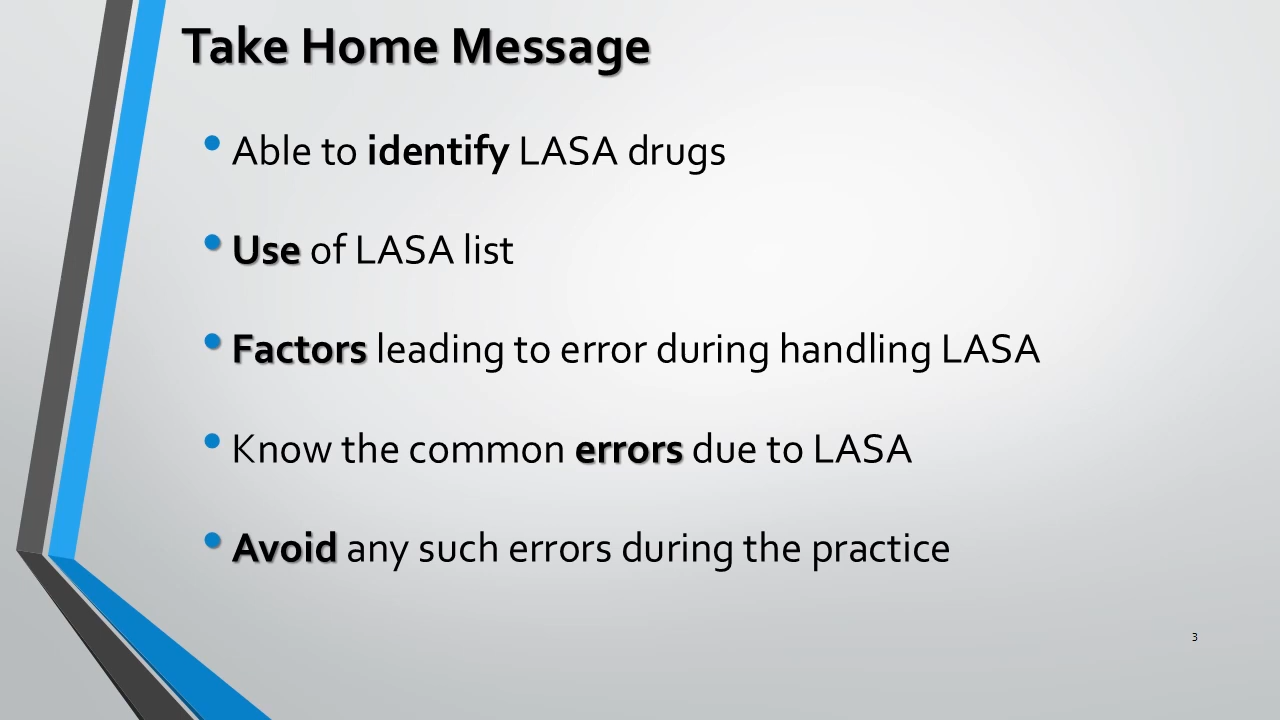 Take Home Message
• Able to identify LASA drugs
• Use of LASA list
• Factors leading to error during handling LASA
• Know the common errors due to LASA
• Avoid any such errors during the practice
3